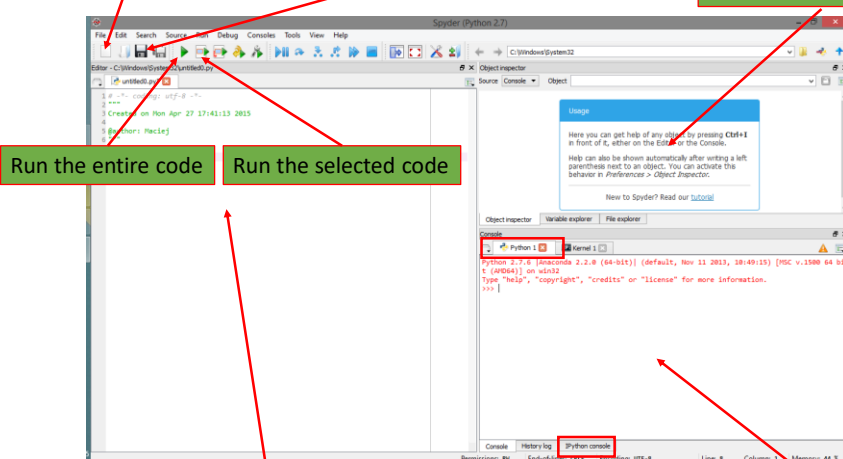 Spyder (Python 2.7)
File Edit Search Source Run Debug Consoles Tools View Help
C:\Windows\System32
Editor - C:\Windows\System32\untitled0.py
Object inspector
untitled0.py
Source Console Object
1 # -*- coding: utf-8 -*-
2 """
3 Created on Mon Apr 27 17:41:13 2015
4
5 @author: Maciej
6 """
Usage
Here you can get help of any object by pressing Ctrl+I
in front of it, either on the Editor or the Console.
Help can also be shown automatically after writing a left
parenthesis next to an object. You can activate this
behavior in Preferences > Object Inspector.
New to Spyder? Read our tutorial
Run the entire code
Run the selected code
Object inspector Variable explorer File explorer
Console
Python 1 Kernel 1
Python 2.7.6 |Anaconda 2.2.0 (64-bit)| (default, Nov 11 2013, 10:49:15) [MSC v.1500 64 bi
t (AMD64)] on win32
Type "help", "copyright", "credits" or "license" for more information.
>>>
Console History log IPython console